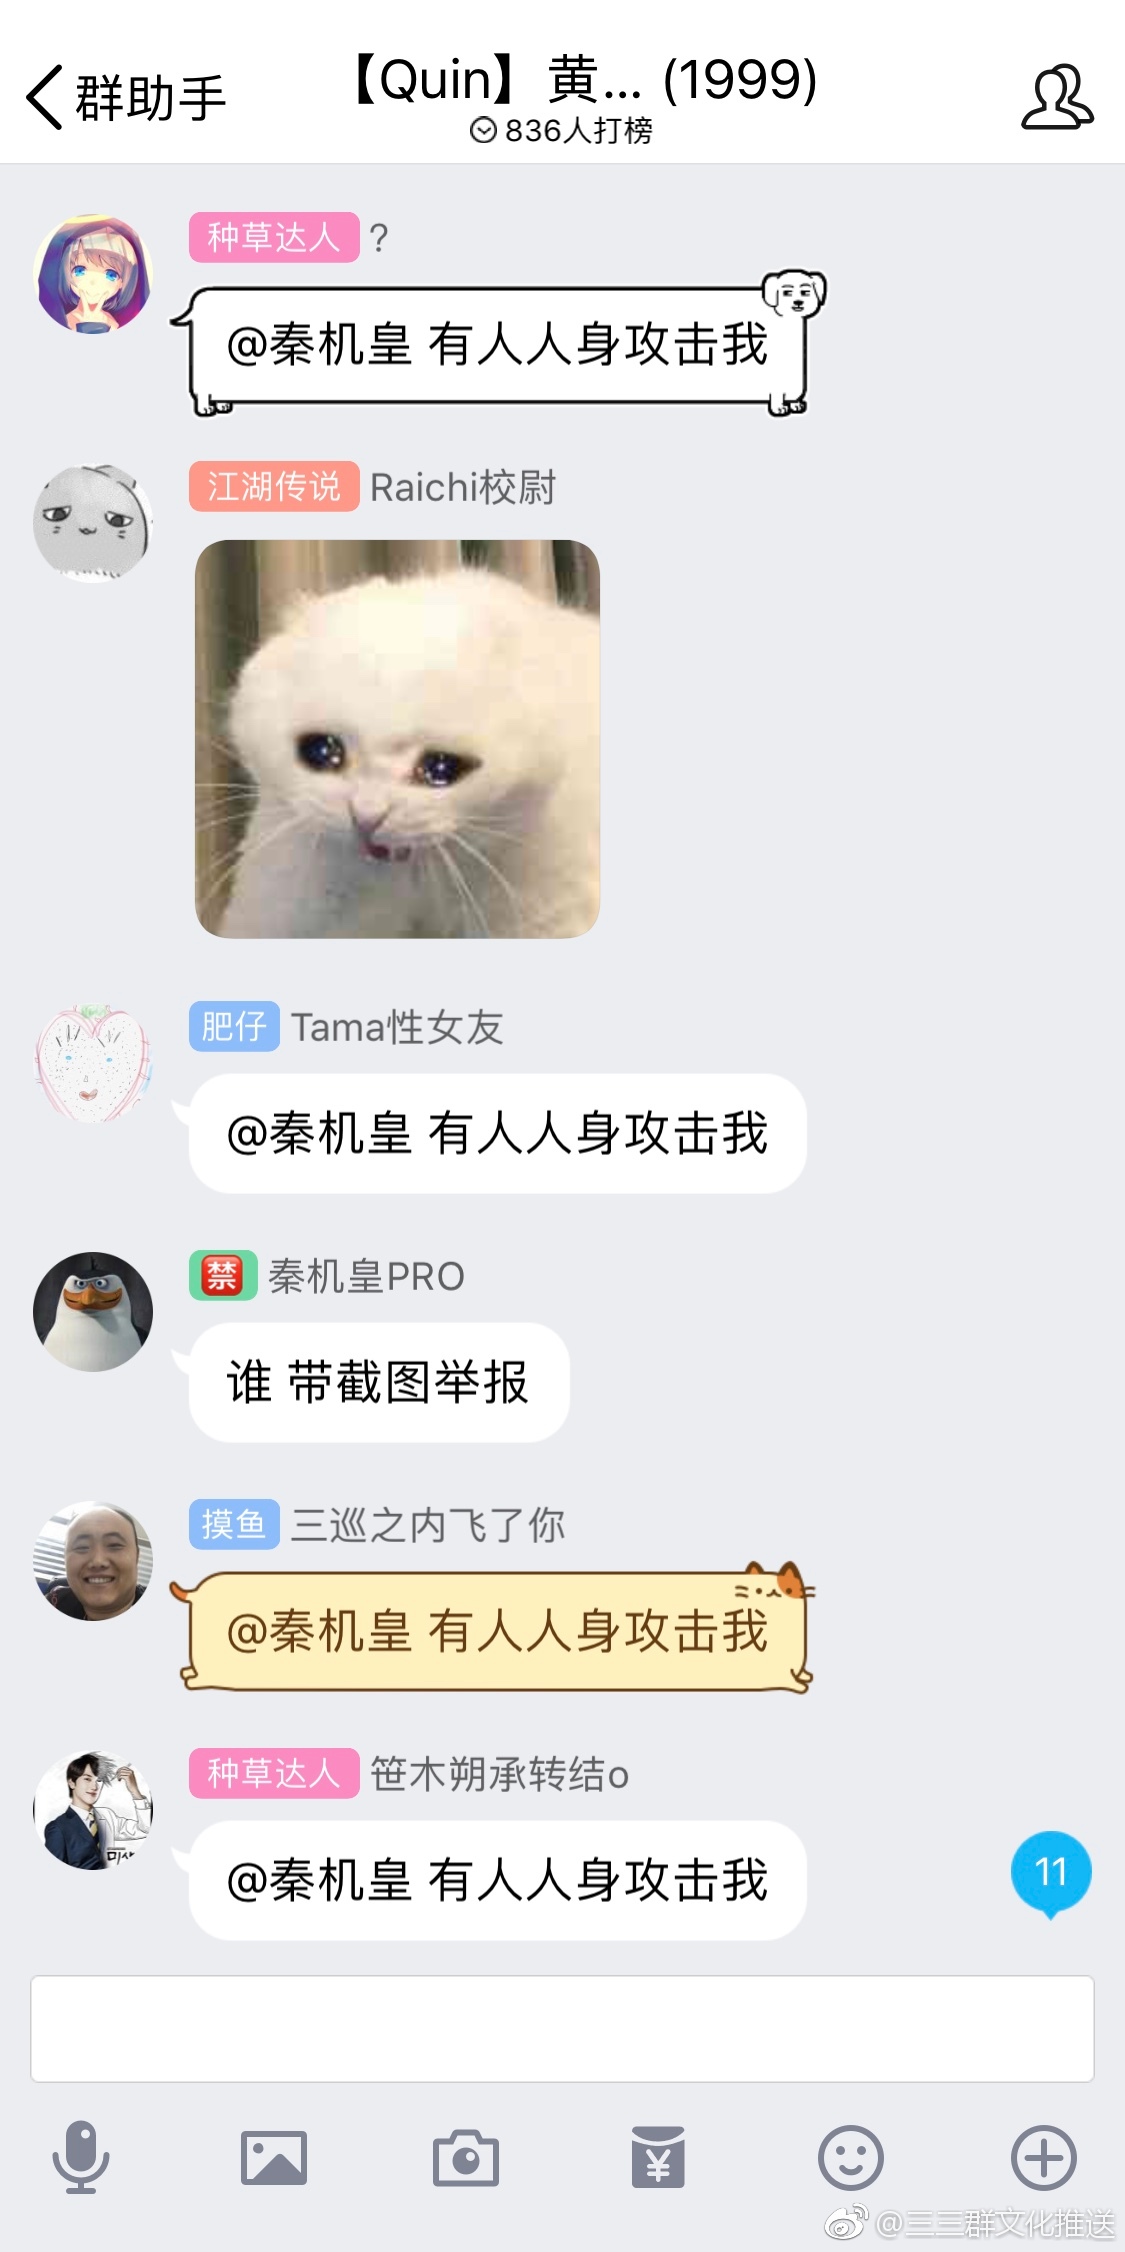 群助手
【Quin】黄... (1999)
836人打榜
种草达人 ?
@秦机皇 有人人身攻击我
江湖传说 Raichi校尉
肥仔 Tama性女友
@秦机皇 有人人身攻击我
禁 秦机皇PRO
谁 带截图举报
摸鱼 三巡之内飞了你
@秦机皇 有人人身攻击我
미생
种草达人 笹木朔承转结o
@秦机皇 有人人身攻击我
11
¥
@三三群文化推送